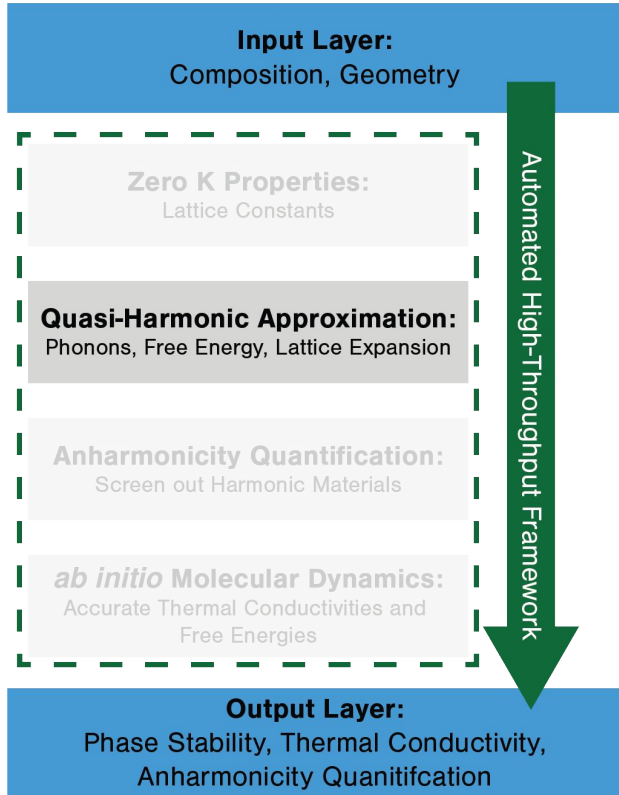 Input Layer:
Composition, Geometry
Zero K Properties:
Lattice Constants
Quasi-Harmonic Approximation:
Phonons, Free Energy, Lattice Expansion
Anharmonicity Quantification:
Screen out Harmonic Materials
ab initio Molecular Dynamics:
Accurate Thermal Conductivities and
Free Energies
Automated High-Throughput Framework
Output Layer:
Phase Stability, Thermal Conductivity,
Anharmonicity Quanitifcation